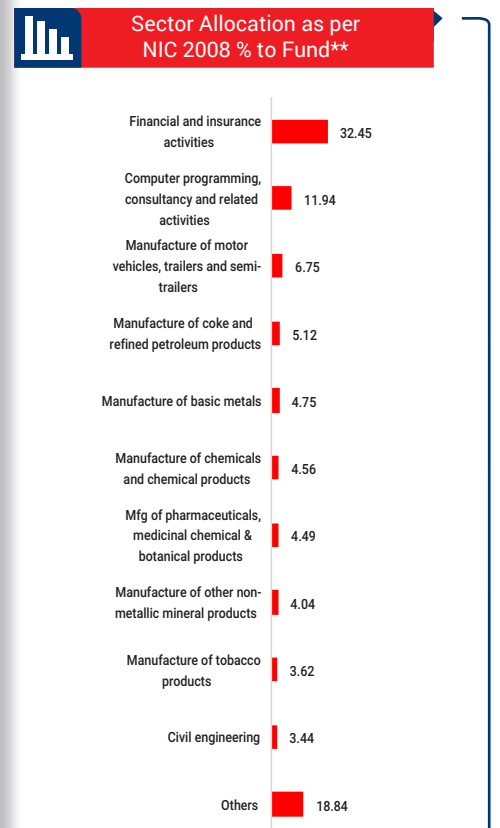 Sector Allocation as per
NIC 2008 % to Fund**
Financial and insurance
activities
32.45
Computer programming,
consultancy and related
activities
11.94
Manufacture of motor
vehicles, trailers and semi-
trailers
6.75
Manufacture of coke and
refined petroleum products
5.12
Manufacture of basic metals
4.75
Manufacture of chemicals
and chemical products
4.56
Mfg of pharmaceuticals,
medicinal chemical &
botanical products
4.49
Manufacture of other non-
metallic mineral products
4.04
Manufacture of tobacco
products
3.62
Civil engineering
3.44
Others
18.84